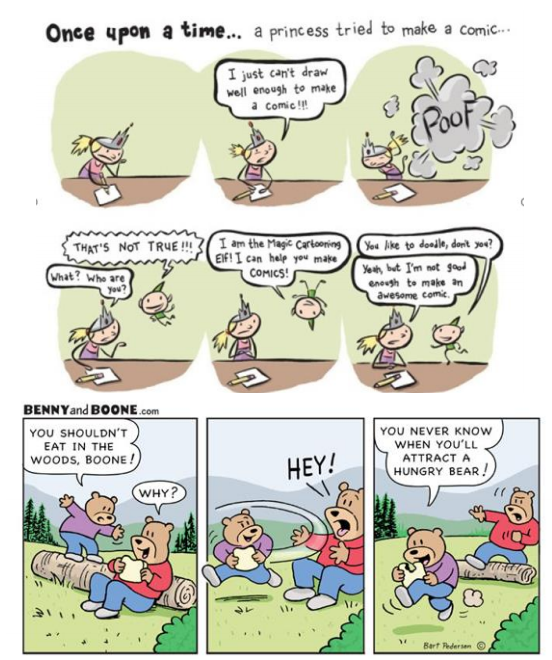 Once upon a time... a princess tried to make a comic...
I just can't draw
well enough to make
a comic!!!
POOF
THAT'S NOT TRUE!!!
What? Who are
you?
I am the Magic Cartooning
Elf! I can help you make
COMICS!
You like to doodle, don't you?
Yeah, but I'm not good
enough to make an
awesome comic.
BENNY and BOONE.com
YOU SHOULDN'T
EAT IN THE
WOODS, BOONE!
WHY?
HEY!
YOU NEVER KNOW
WHEN YOU'LL
ATTRACT A
HUNGRY BEAR!
Bart Pedersen ©